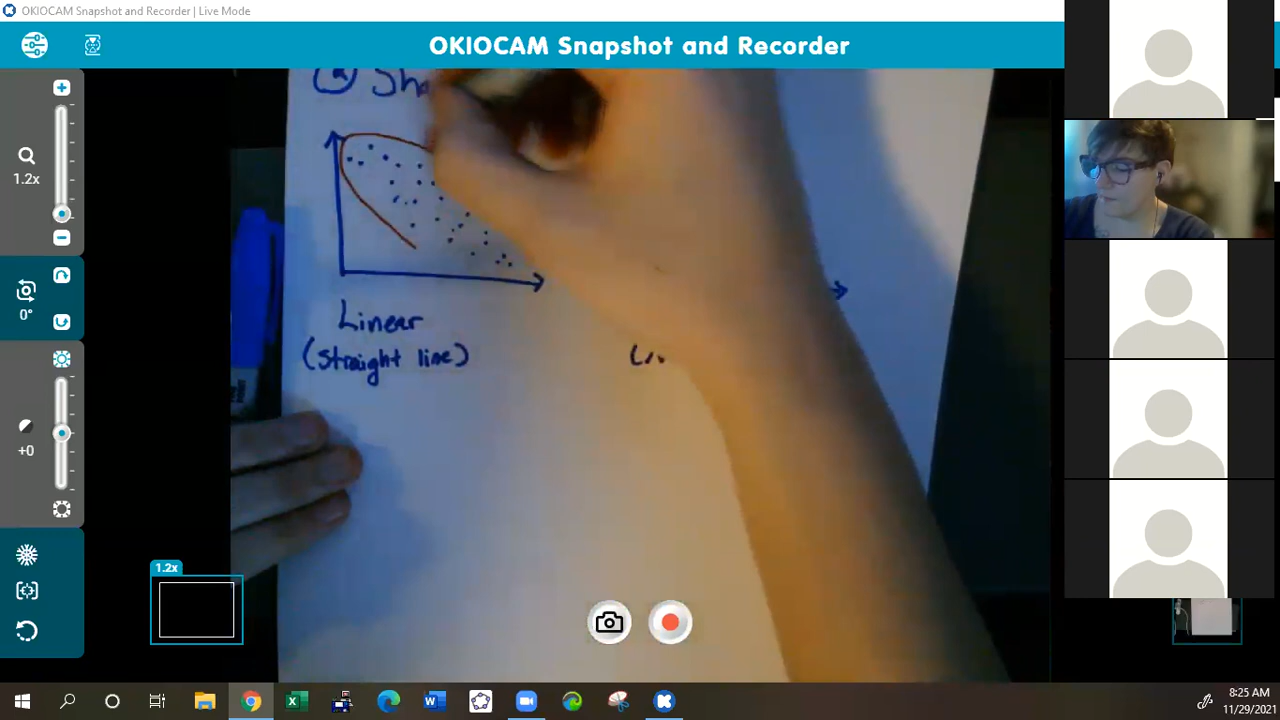 OKIOCAM Snapshot and Recorder | Live Mode
OKIOCAM Snapshot and Recorder
1.2x
0°
+0
Linear
(straight line)
1.2x
8:25 AM
11/29/2021